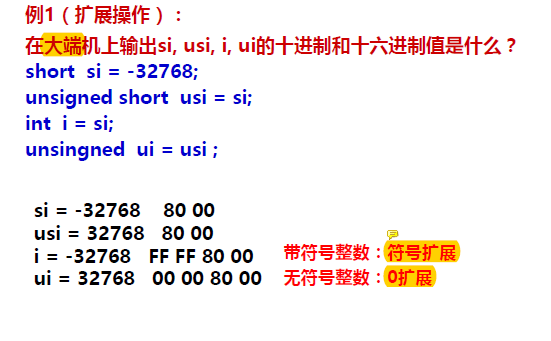 例1（扩展操作）：
在大端机上输出si, usi, i, ui的十进制和十六进制值是什么？
short si = -32768;
unsigned short usi = si;
int i = si;
unsingned ui = usi ;
si = -32768 80 00
usi = 32768 80 00
i = -32768 FF FF 80 00 带符号整数：符号扩展
ui = 32768 00 00 80 00 无符号整数：0扩展